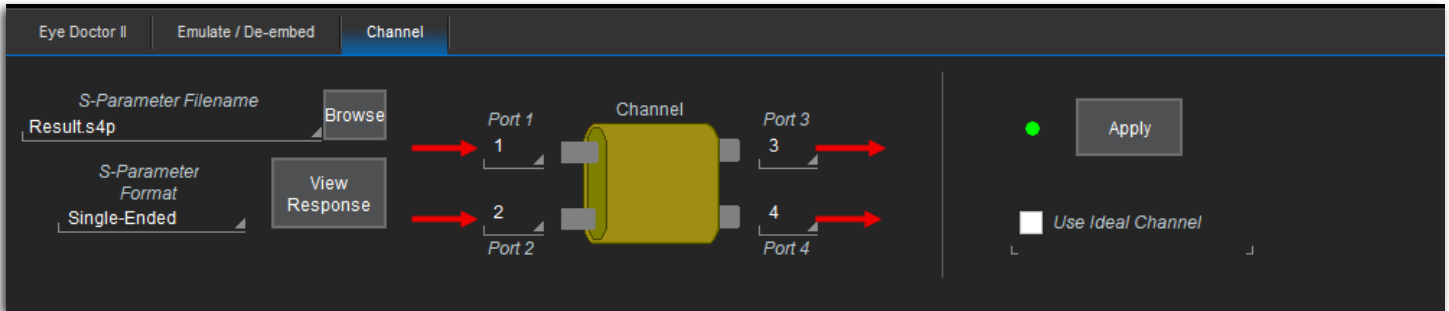 Eye Doctor II
Emulate / De-embed
Channel
S-Parameter Filename
Result.s4p
Browse
S-Parameter
Format
Single-Ended
View
Response
Port 1
1
2
Port 2
Channel
Port 3
3
4
Port 4
Apply
Use Ideal Channel